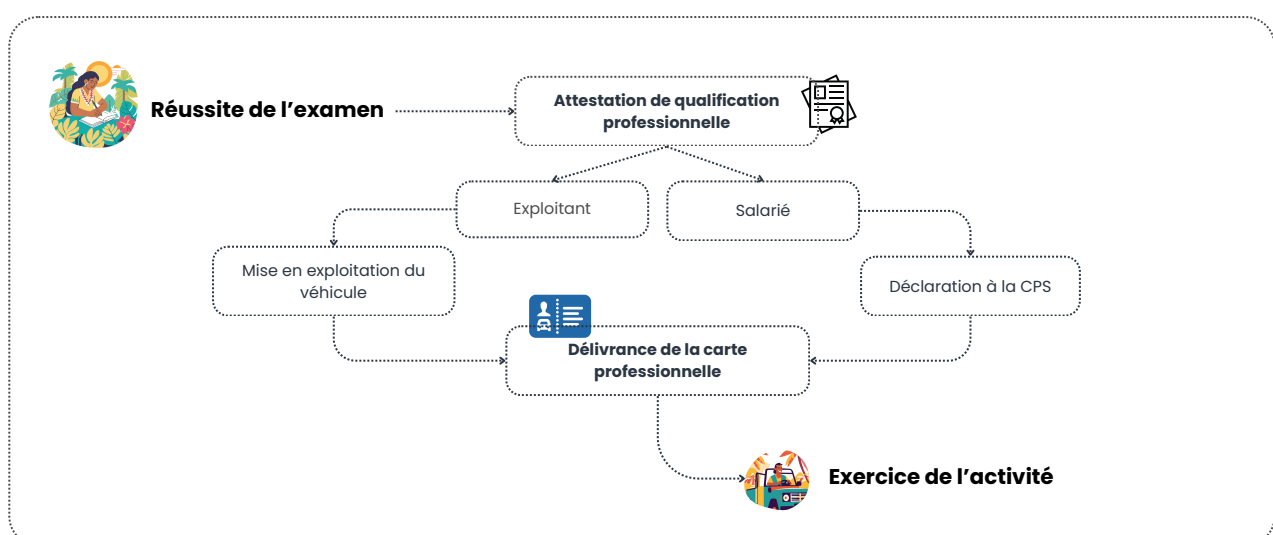 Réussite de l’examen
Attestation de qualification
professionnelle
Exploitant
Salarié
Mise en exploitation du
véhicule
Déclaration à la CPS
Délivrance de la carte
professionnelle
Exercice de l’activité